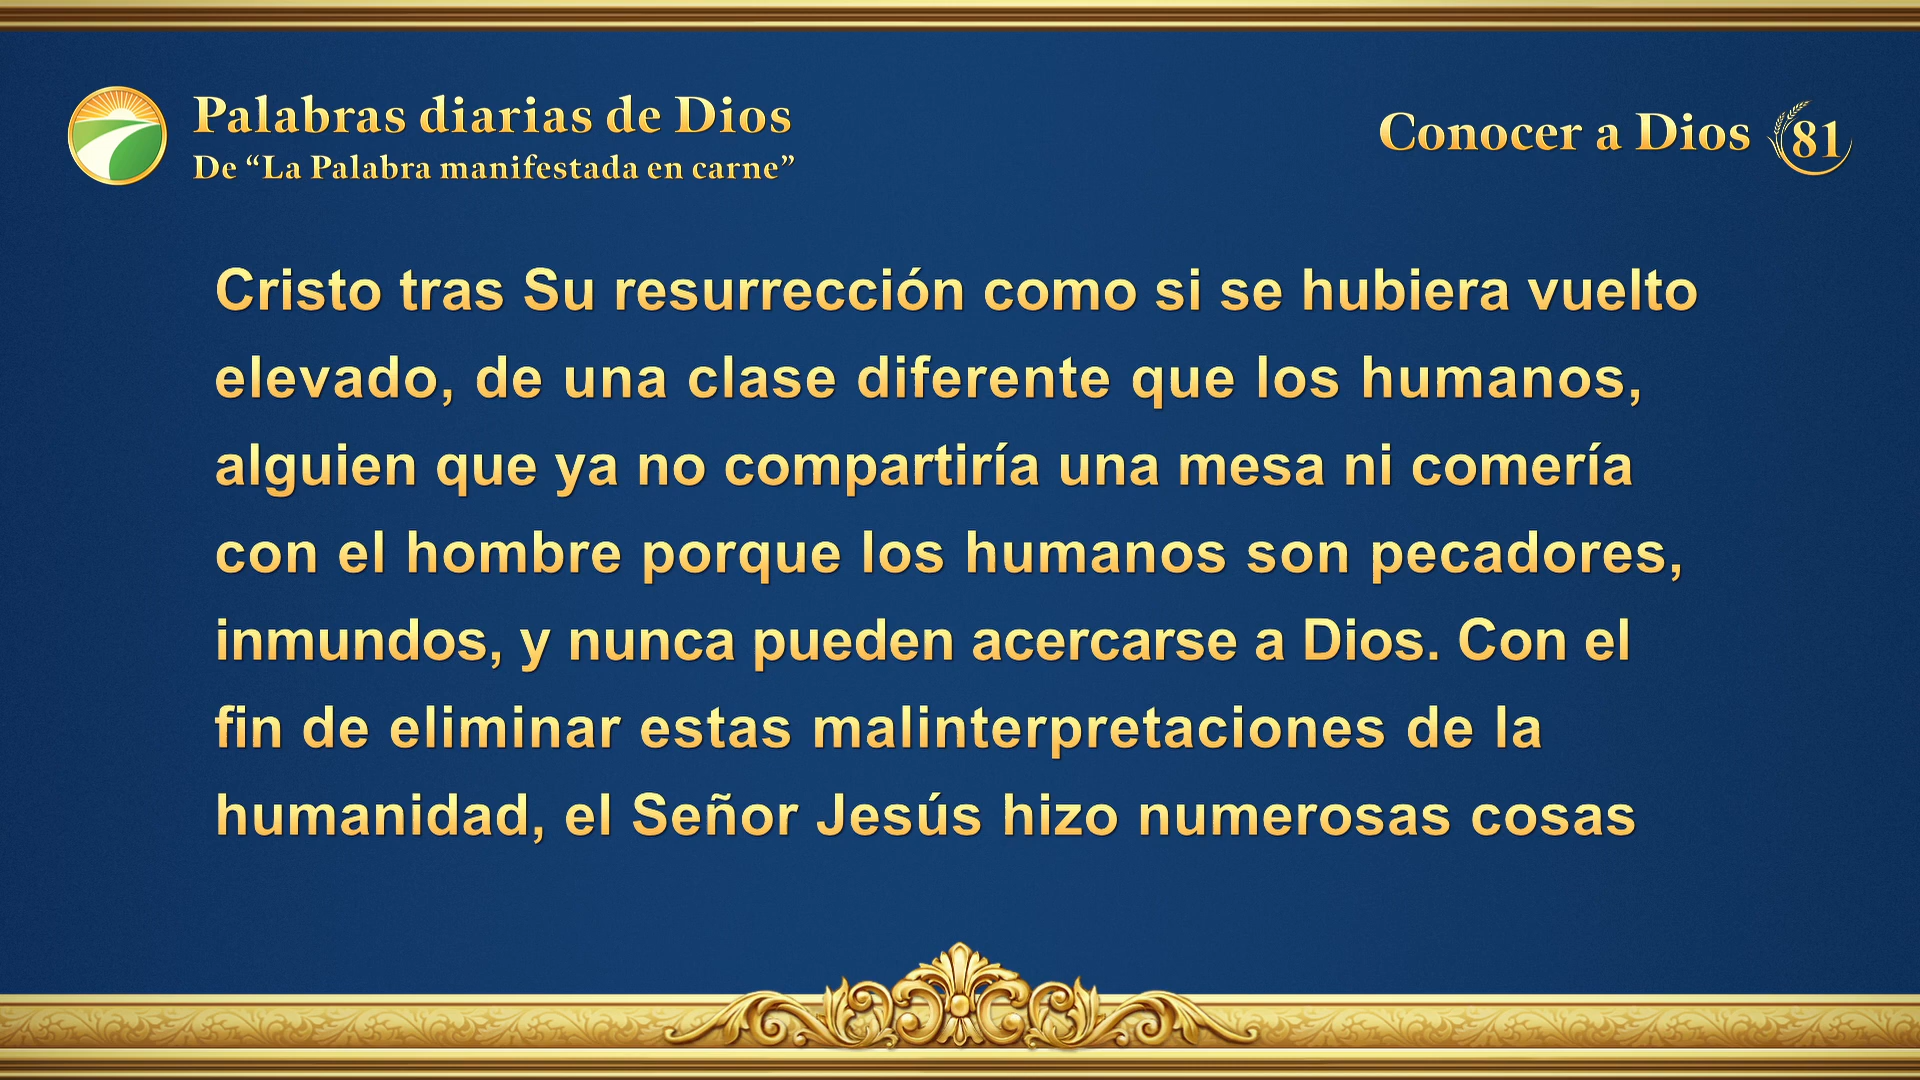 Palabras diarias de Dios
De “La Palabra manifestada en carne”
Conocer a Dios 81
Cristo tras Su resurrección como si se hubiera vuelto
elevado, de una clase diferente que los humanos,
alguien que ya no compartiría una mesa ni comería
con el hombre porque los humanos son pecadores,
inmundos, y nunca pueden acercarse a Dios. Con el
fin de eliminar estas malinterpretaciones de la
humanidad, el Señor Jesús hizo numerosas cosas